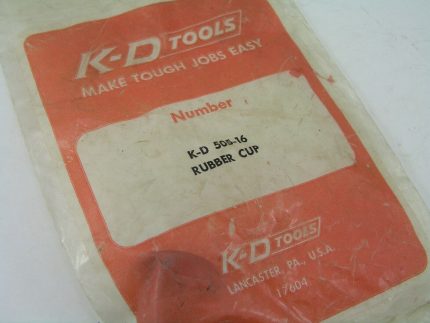 K-D TOOLS
MAKE TOUGH JOBS EASY
Number
K-D 508-16
RUBBER CUP
K-D TOOLS
LANCASTER, PA., U.S.A.
17604